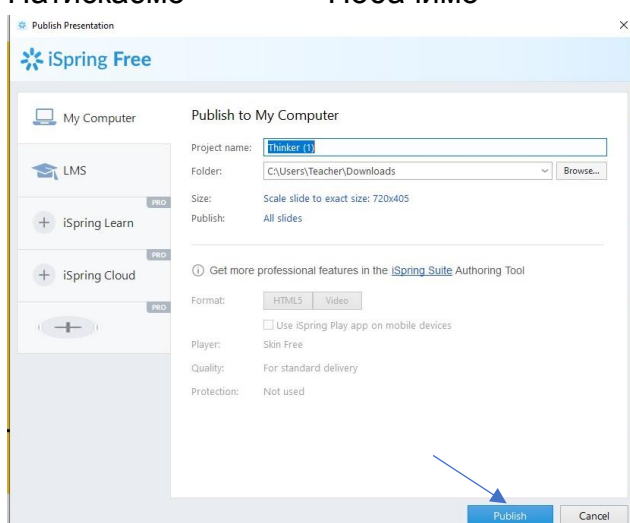 Publish Presentation
iSpring Free
My Computer
LMS
PRO
iSpring Learn
PRO
iSpring Cloud
PRO
Publish to My Computer
Project name: Thinker (1)
Folder: C:\Users\Teacher\Downloads Browse...
Size: Scale slide to exact size: 720x405
Publish: All slides
Get more professional features in the iSpring Suite Authoring Tool
Format: HTML5 Video
Use iSpring Play app on mobile devices
Player: Skin Free
Quality: For standard delivery
Protection: Not used
Publish Cancel